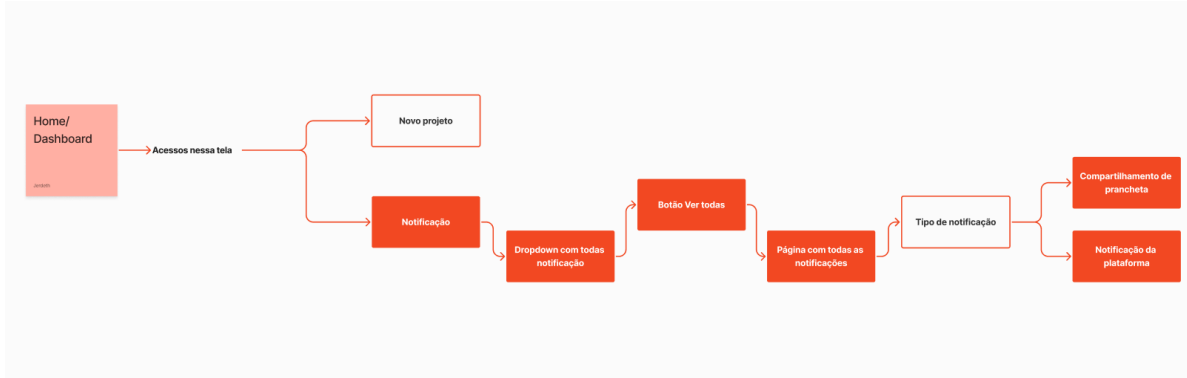 Home/
Dashboard
Acessos nessa tela
Novo projeto
Notificação
Dropdown com todas
notificação
Botão Ver todas
Página com todas as
notificações
Tipo de notificação
Compartilhamento de
prancheta
Notificação da
plataforma